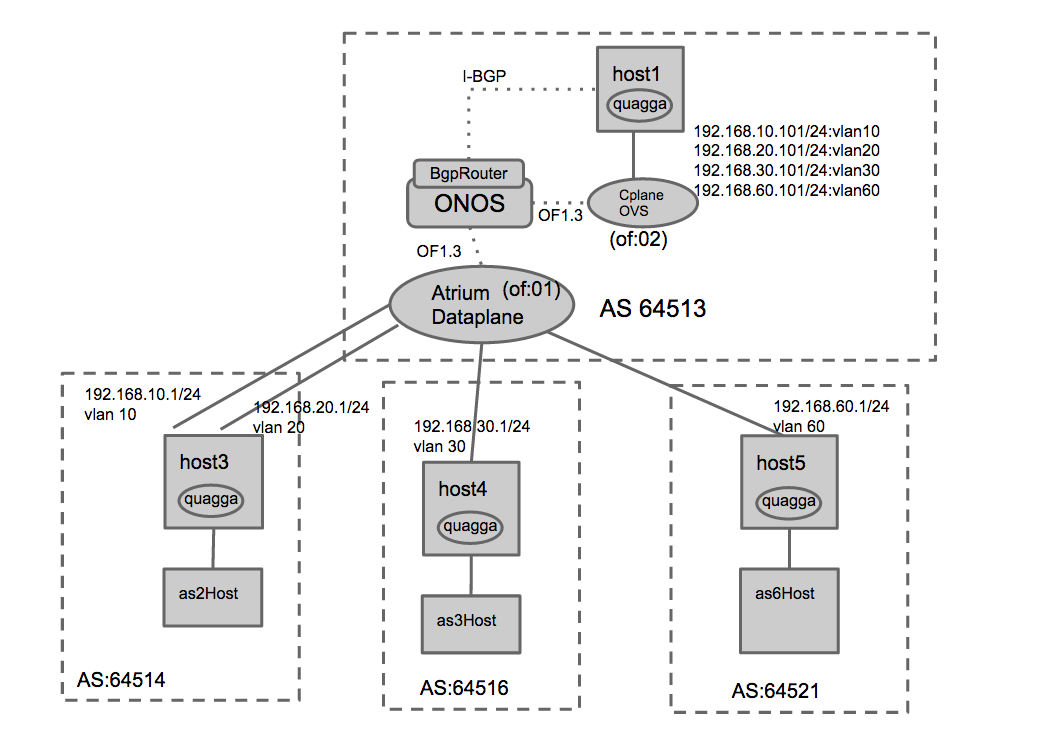 I-BGP
host1
quagga
192.168.10.101/24:vlan10
192.168.20.101/24:vlan20
192.168.30.101/24:vlan30
192.168.60.101/24:vlan60
BgpRouter
ONOS
OF1.3
Cplane
OVS
(of:02)
OF1.3
Atrium (of:01)
Dataplane
AS 64513
192.168.10.1/24
vlan 10
192.168.20.1/24
vlan 20
host3
quagga
as2Host
AS:64514
192.168.30.1/24
vlan 30
host4
quagga
as3Host
AS:64516
192.168.60.1/24
vlan 60
host5
quagga
as6Host
AS:64521